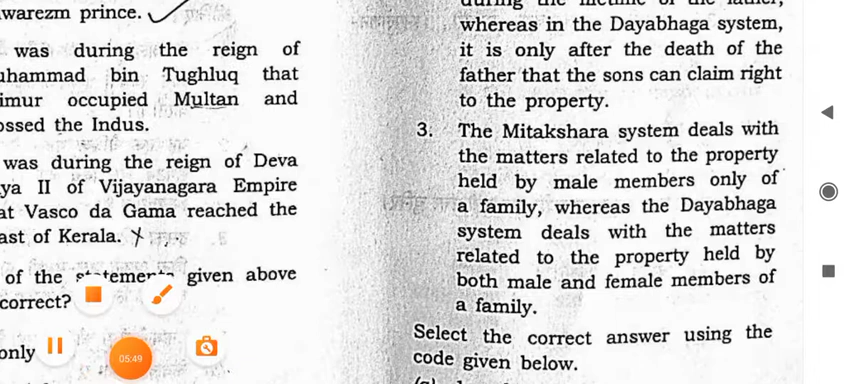 warezm prince.
was during the reign of
uhammad bin Tughluq that
imur occupied Multan and
ossed the Indus.
was during the reign of Deva
ya II of Vijayanagara Empire
at Vasco da Gama reached the
ast of Kerala.
of the statements given above
correct?
only
05:49
whereas in the Dayabhaga system,
it is only after the death of the
father that the sons can claim right
to the property.
3. The Mitakshara system deals with
the matters related to the property
held by male members only of
a family, whereas the Dayabhaga
system deals with the matters
related to the property held by
both male and female members of
a family.
Select the correct answer using the
code given below.